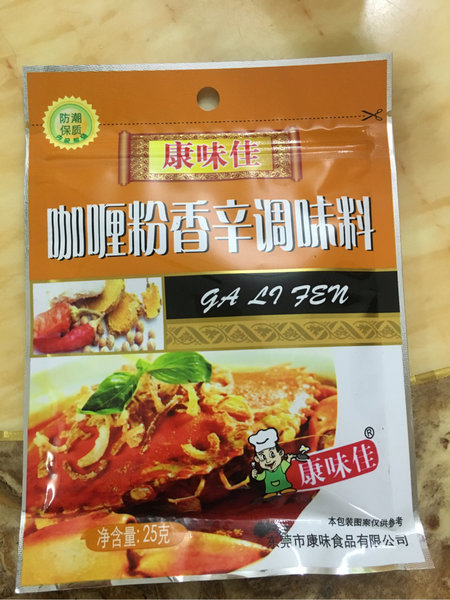 防潮
保质
康味佳
咖喱粉香辛调味料
GA LI FEN
康味佳®
本包装图案仅供参考
净含量:25克
东莞市康味食品有限公司